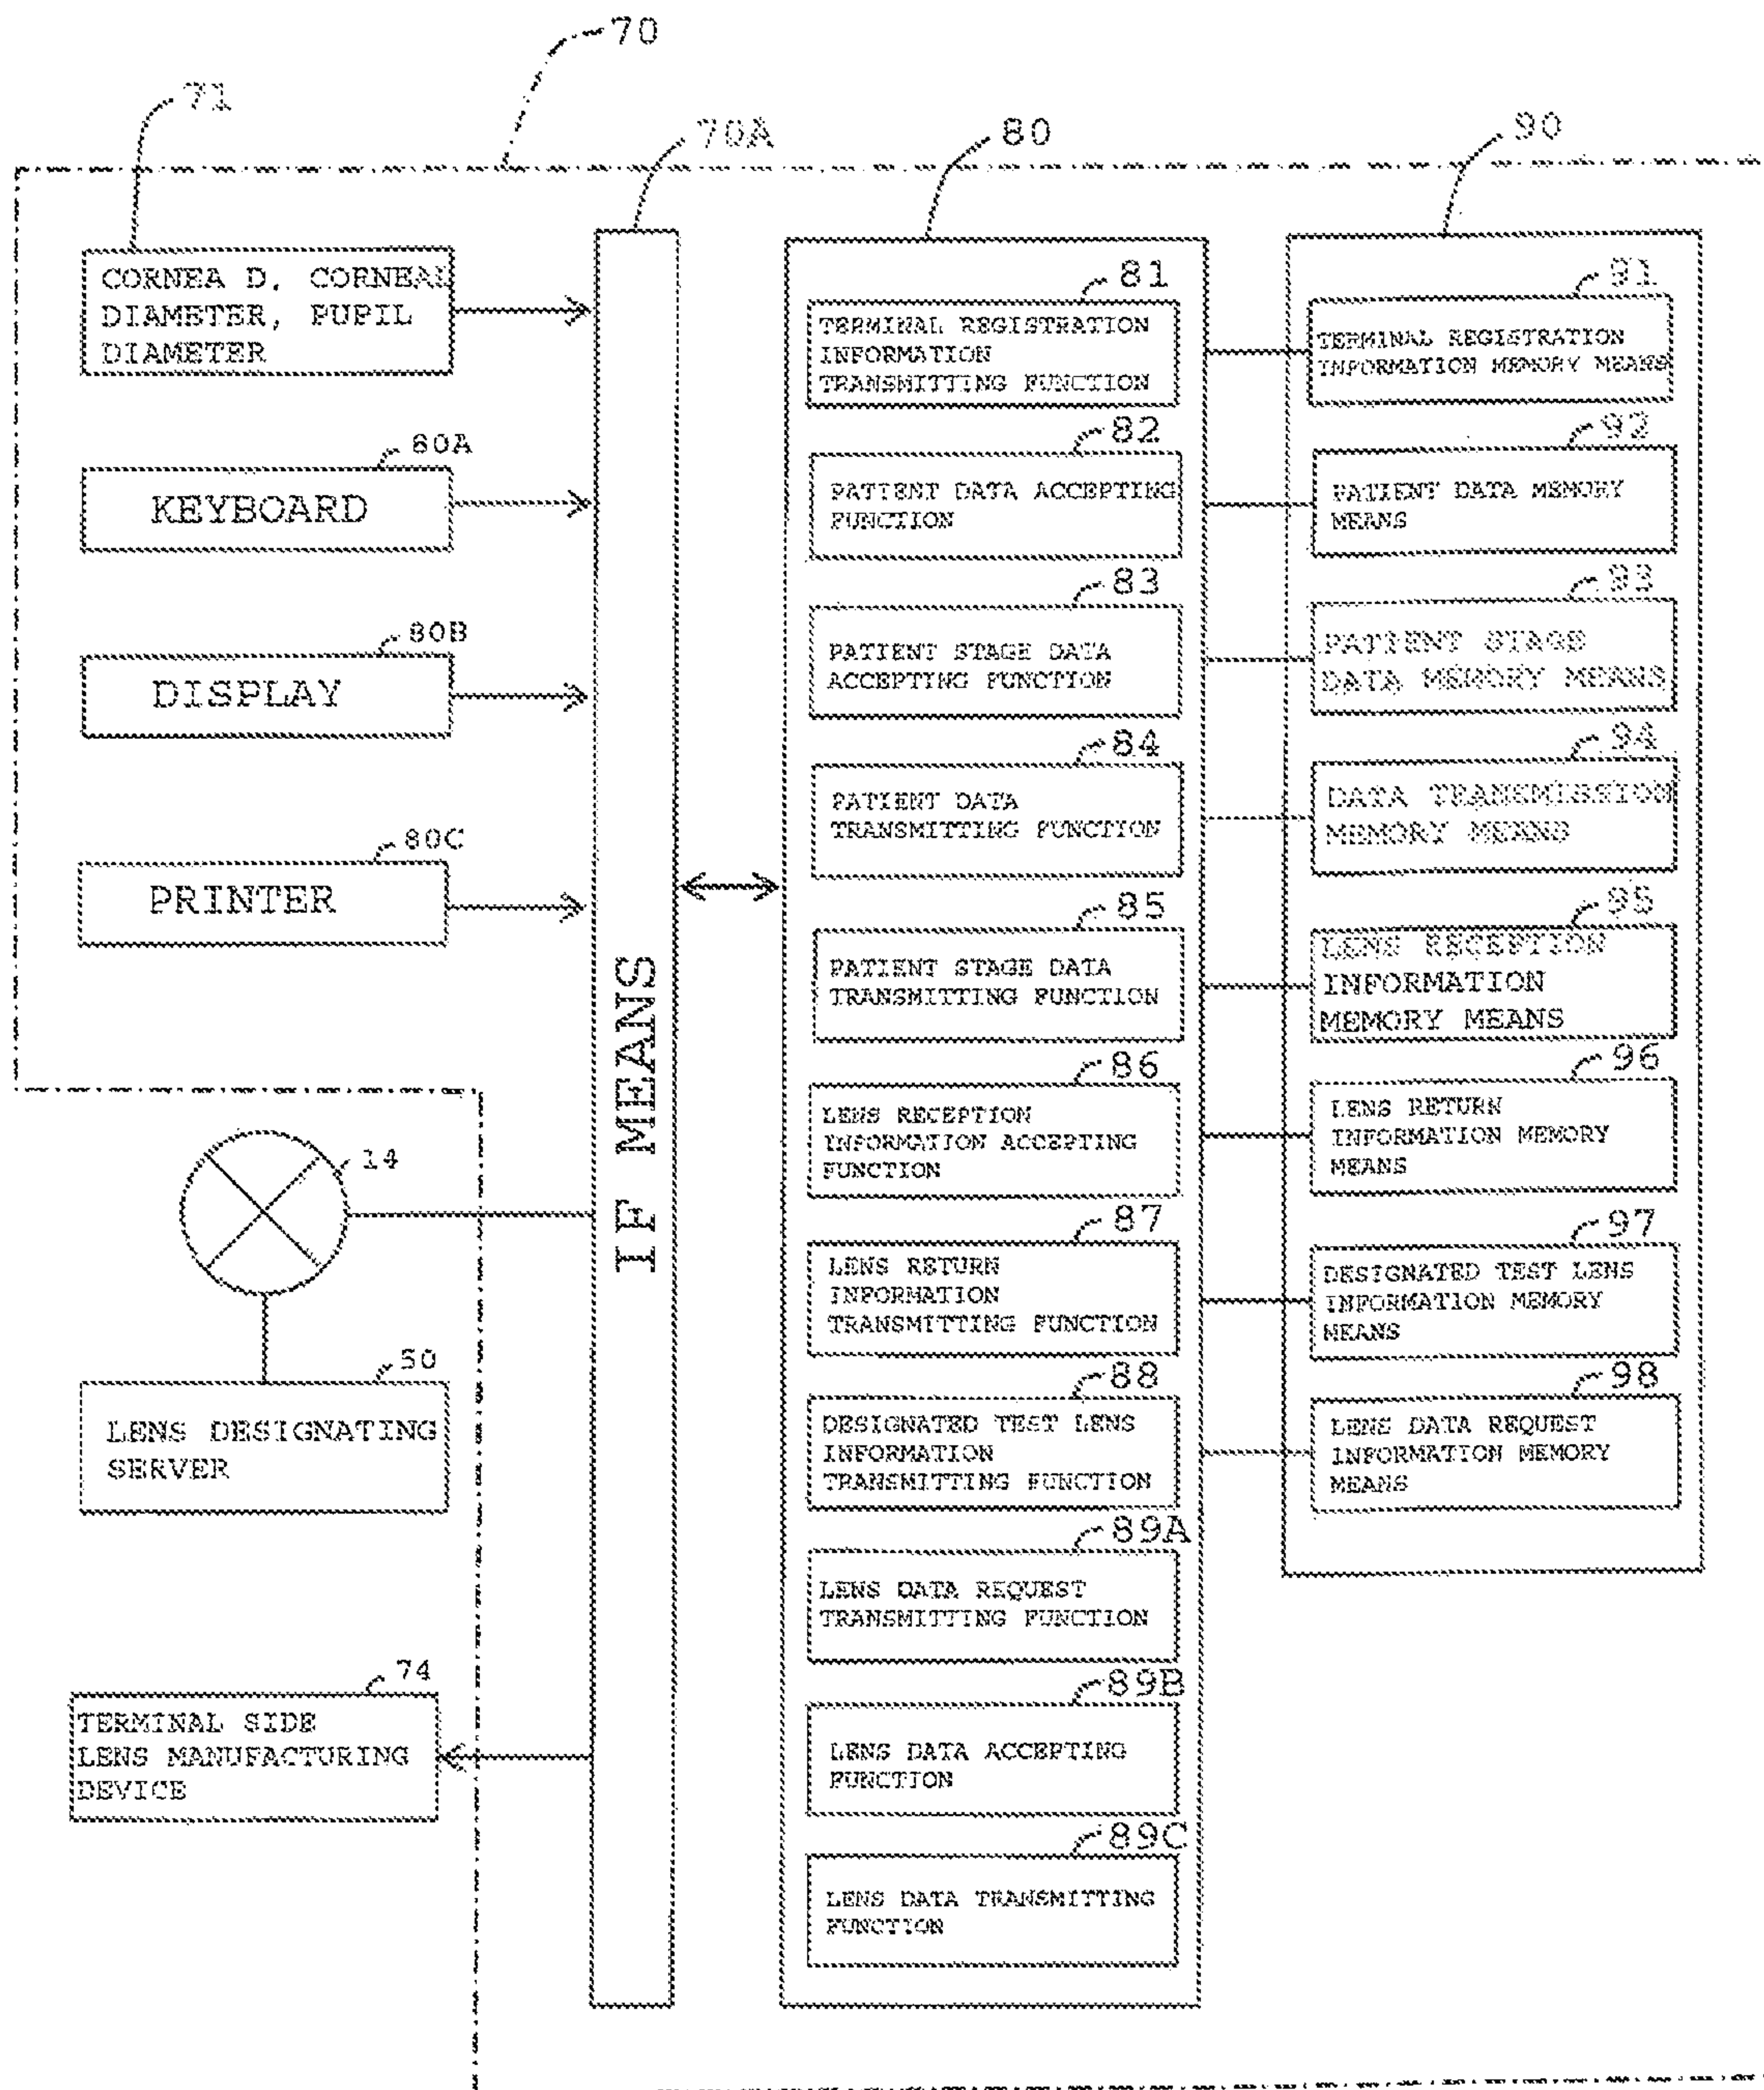 70
71
70A
80
90
CORNEA D, CORNEAL
DIAMETER, PUPIL
DIAMETER
80A
KEYBOARD
80B
DISPLAY
80C
PRINTER
14
50
LENS DESIGNATING
SERVER
74
TERMINAL SIDE
LENS MANUFACTURING
DEVICE
IF MEANS
81
TERMINAL REGISTRATION
INFORMATION
TRANSMITTING FUNCTION
82
PATIENT DATA ACCEPTING
FUNCTION
83
PATIENT STAGE DATA
ACCEPTING FUNCTION
84
PATIENT DATA
TRANSMITTING FUNCTION
85
PATIENT STAGE DATA
TRANSMITTING FUNCTION
86
LENS RECEPTION
INFORMATION ACCEPTING
FUNCTION
87
LENS RETURN
INFORMATION
TRANSMITTING FUNCTION
88
DESIGNATED TEST LENS
INFORMATION
TRANSMITTING FUNCTION
89A
LENS DATA REQUEST
TRANSMITTING FUNCTION
89B
LENS DATA ACCEPTING
FUNCTION
89C
LENS DATA TRANSMITTING
FUNCTION
91
TERMINAL REGISTRATION
INFORMATION MEMORY MEANS
92
PATIENT DATA MEMORY
MEANS
93
PATIENT STAGE
DATA MEMORY MEANS
94
DATA TRANSMISSION
MEMORY MEANS
95
LENS RECEPTION
INFORMATION
MEMORY MEANS
96
LENS RETURN
INFORMATION MEMORY
MEANS
97
DESIGNATED TEST LENS
INFORMATION MEMORY
MEANS
98
LENS DATA REQUEST
INFORMATION MEMORY
MEANS